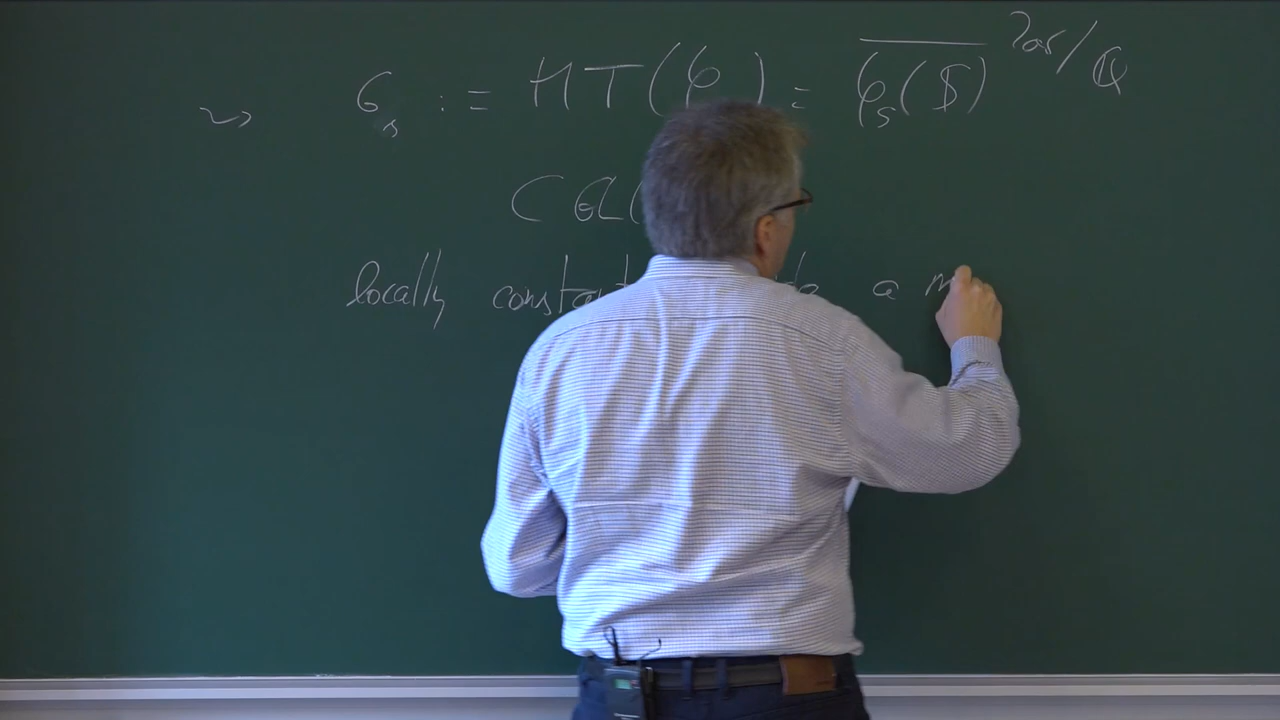 ⇝ G_s := MT(φ ) = \overline{φ_s($)}^{Zar/ℚ}
⊂ GL(
locally constant a